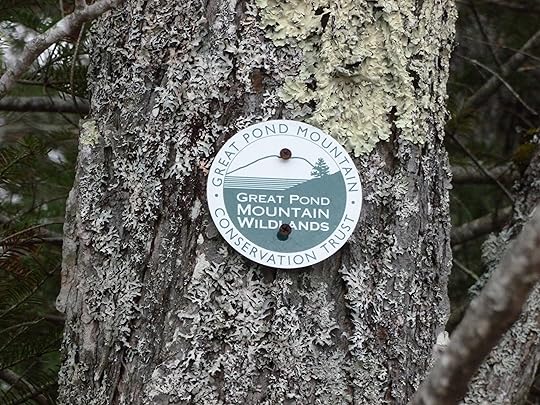 · GREAT POND MOUNTAIN ·
GREAT POND
MOUNTAIN
WILDLANDS
CONSERVATION TRUST